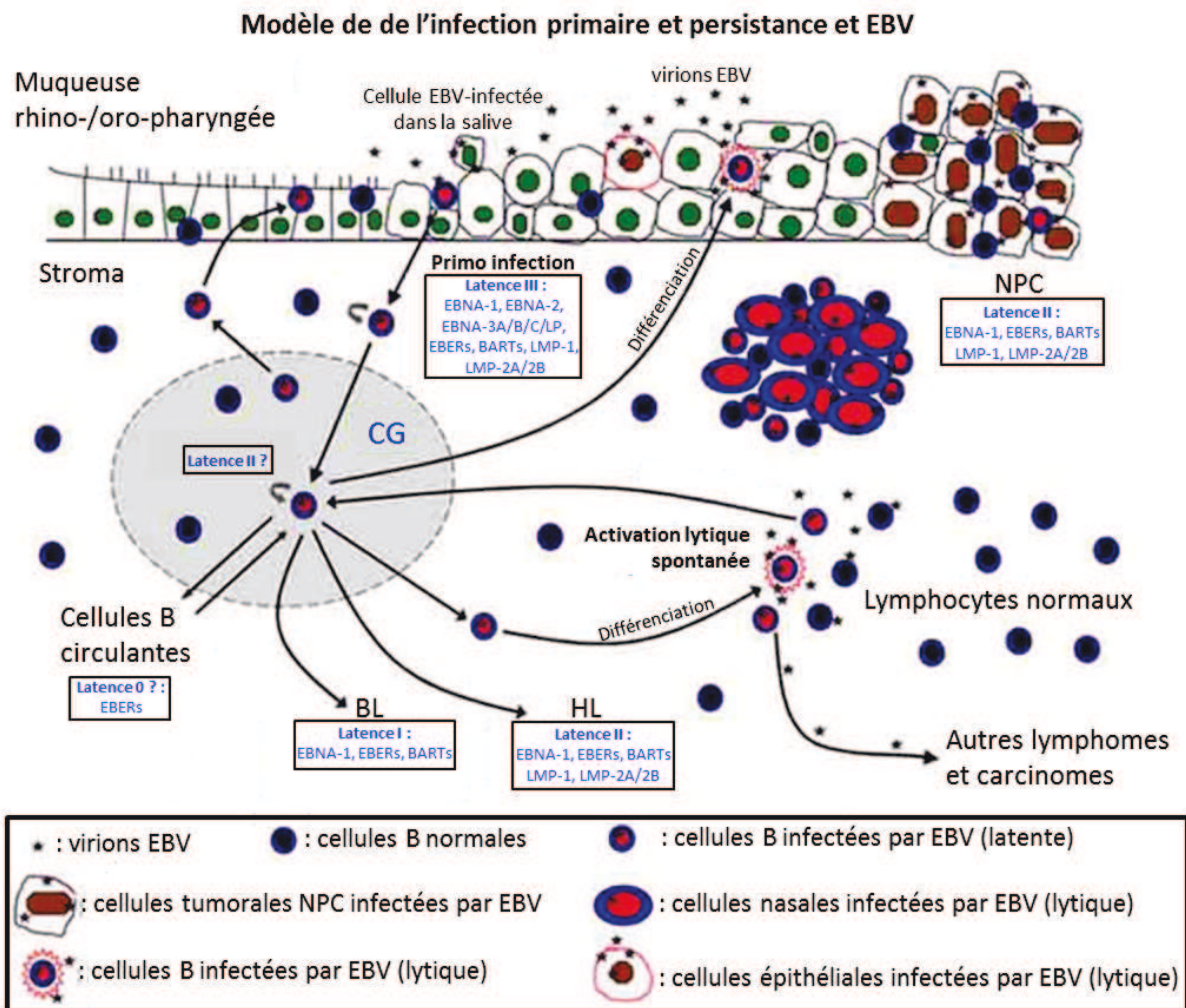 Modèle de de l'infection primaire et persistance et EBV
Muqueuse
rhino-/oro-pharyngée
Cellule EBV-infectée
dans la salive
virions EBV
Stroma
Primo infection
Latence III :
EBNA-1, EBNA-2,
EBNA-3A/B/C/LP,
EBERs, BARTs, LMP-1,
LMP-2A/2B
Différenciation
NPC
Latence II :
EBNA-1, EBERs, BARTs
LMP-1, LMP-2A/2B
CG
Latence II ?
Activation lytique
spontanée
Lymphocytes normaux
Différenciation
Cellules B
circulantes
Latence 0 ? :
EBERs
BL
Latence I :
EBNA-1, EBERs, BARTs
HL
Latence II :
EBNA-1, EBERs, BARTs
LMP-1, LMP-2A/2B
Autres lymphomes
et carcinomes
: virions EBV
: cellules B normales
: cellules B infectées par EBV (latente)
: cellules tumorales NPC infectées par EBV
: cellules nasales infectées par EBV (lytique)
: cellules B infectées par EBV (lytique)
: cellules épithéliales infectées par EBV (lytique)